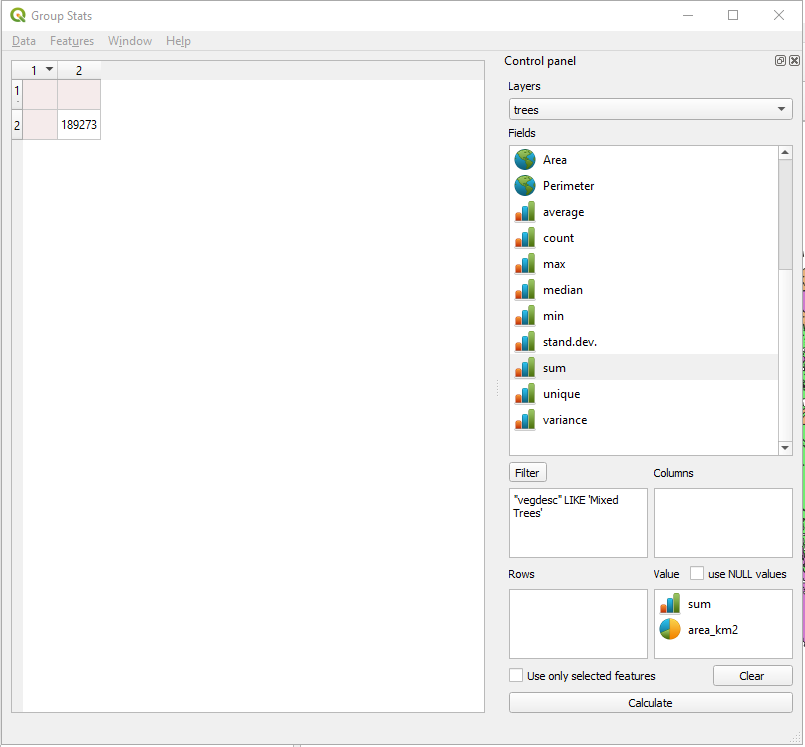 Group Stats
Data Features Window Help
Control panel
Layers
trees
Fields
Area
Perimeter
average
count
max
median
min
stand.dev.
sum
unique
variance
Filter
Columns
"vegdesc" LIKE 'Mixed
Trees'
Rows
Value
use NULL values
sum
area_km2
Use only selected features
Clear
Calculate
1 2
1
2 189273